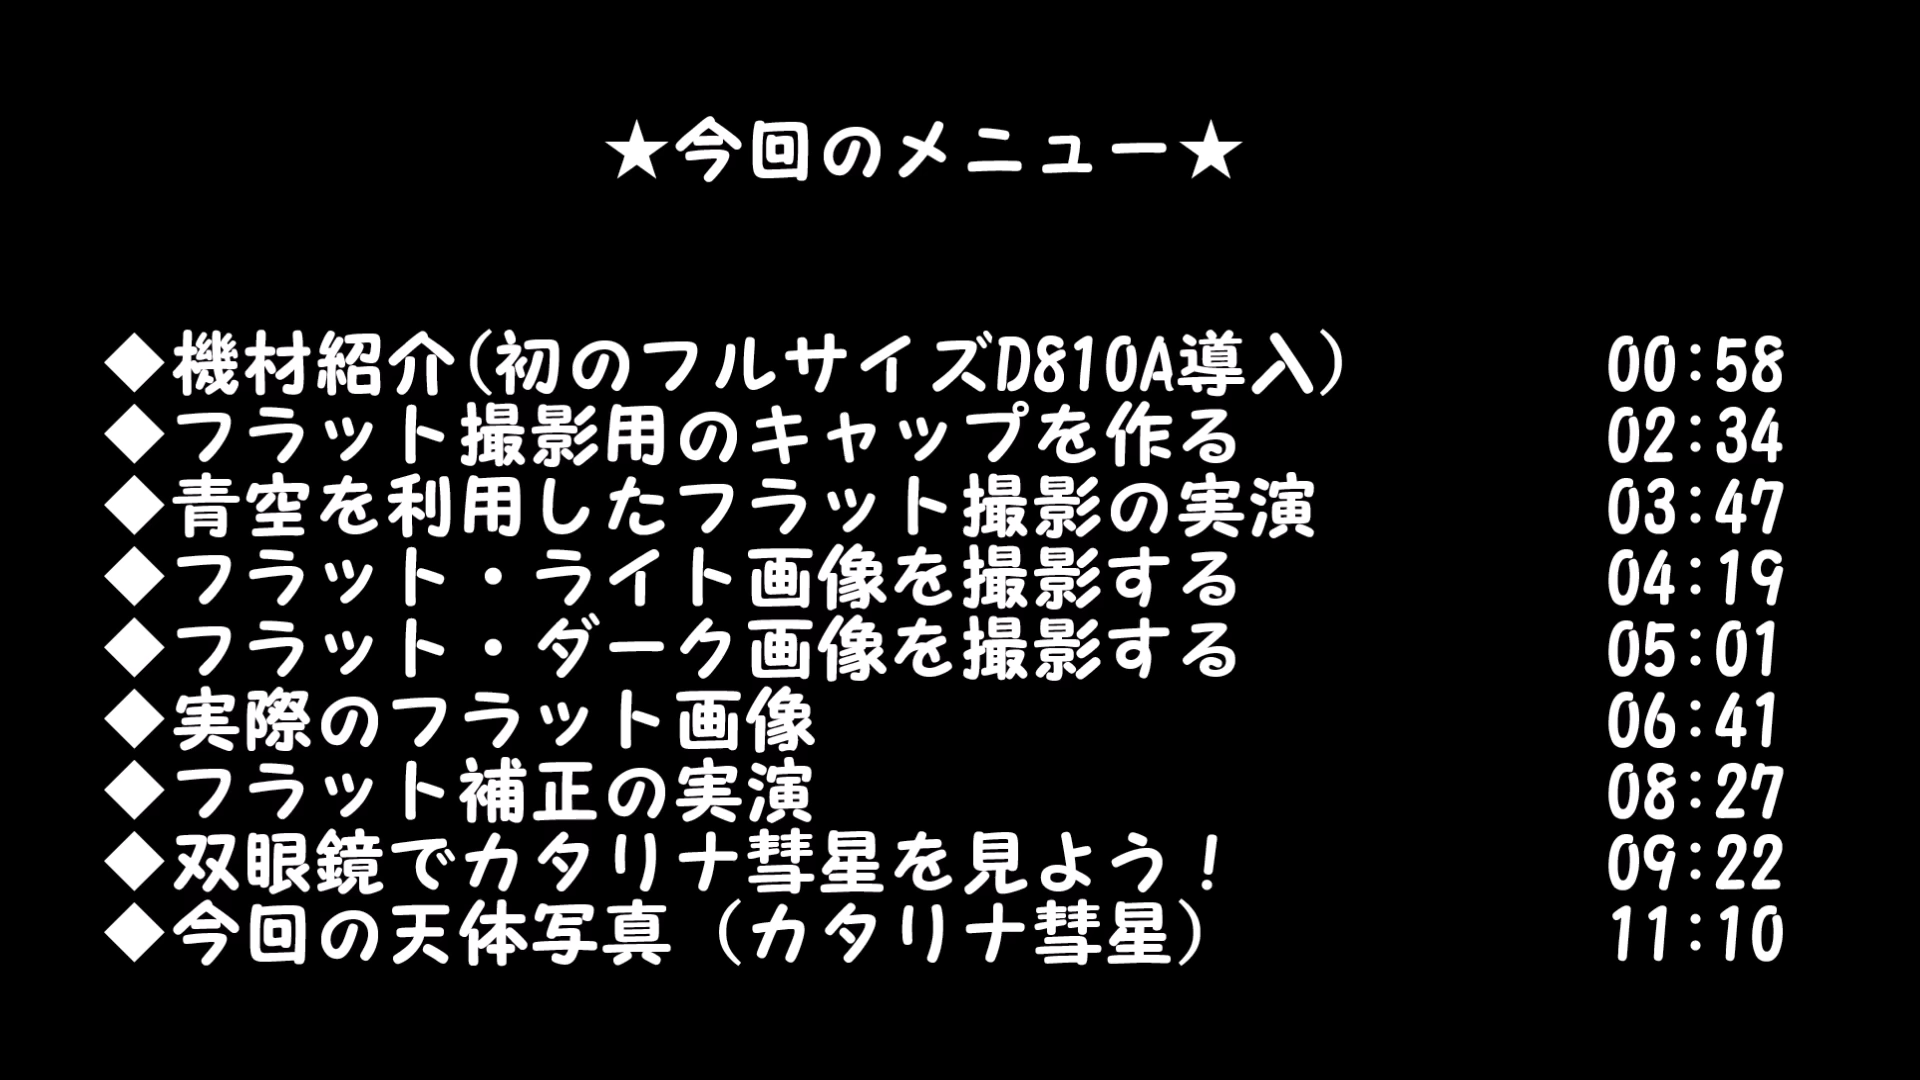 ★今回のメニュー★
◆機材紹介(初のフルサイズD810A導入) 00:58
◆フラット撮影用のキャップを作る 02:34
◆青空を利用したフラット撮影の実演 03:47
◆フラット・ライト画像を撮影する 04:19
◆フラット・ダーク画像を撮影する 05:01
◆実際のフラット画像 06:41
◆フラット補正の実演 08:27
◆双眼鏡でカタリナ彗星を見よう！ 09:22
◆今回の天体写真（カタリナ彗星） 11:10